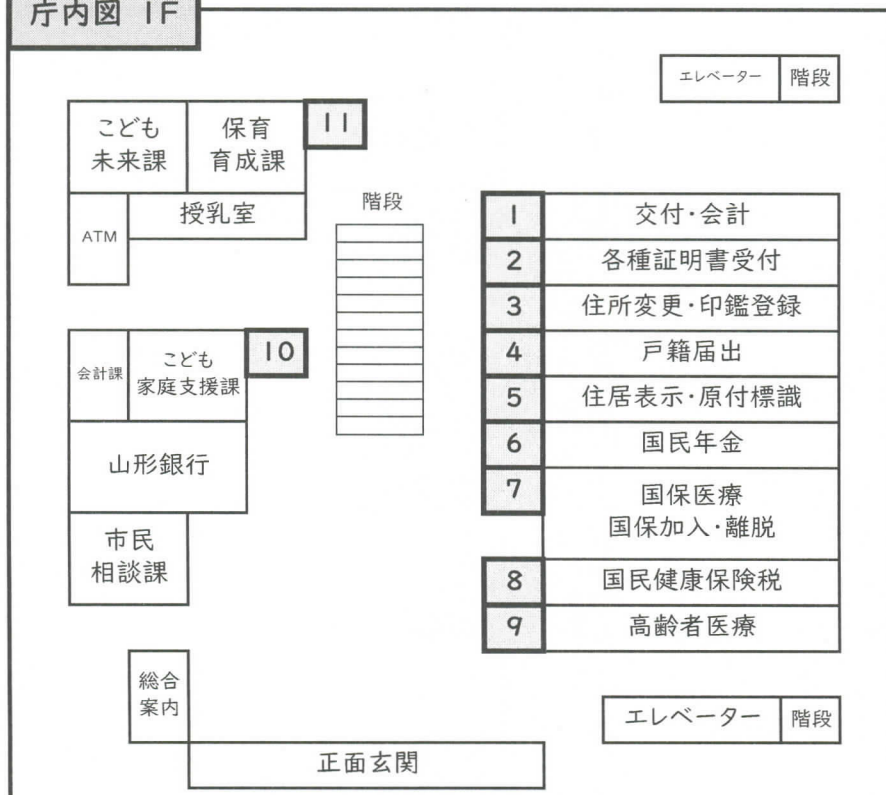 庁内図 1F
エレベーター 階段
こども
未来課
保育
育成課
11
授乳室
ATM
階段
1 交付・会計
2 各種証明書受付
3 住所変更・印鑑登録
4 戸籍届出
5 住居表示・原付標識
6 国民年金
7 国保医療
国保加入・離脱
8 国民健康保険税
9 高齢者医療
会計課
こども
家庭支援課
10
山形銀行
市民
相談課
総合
案内
正面玄関
エレベーター 階段